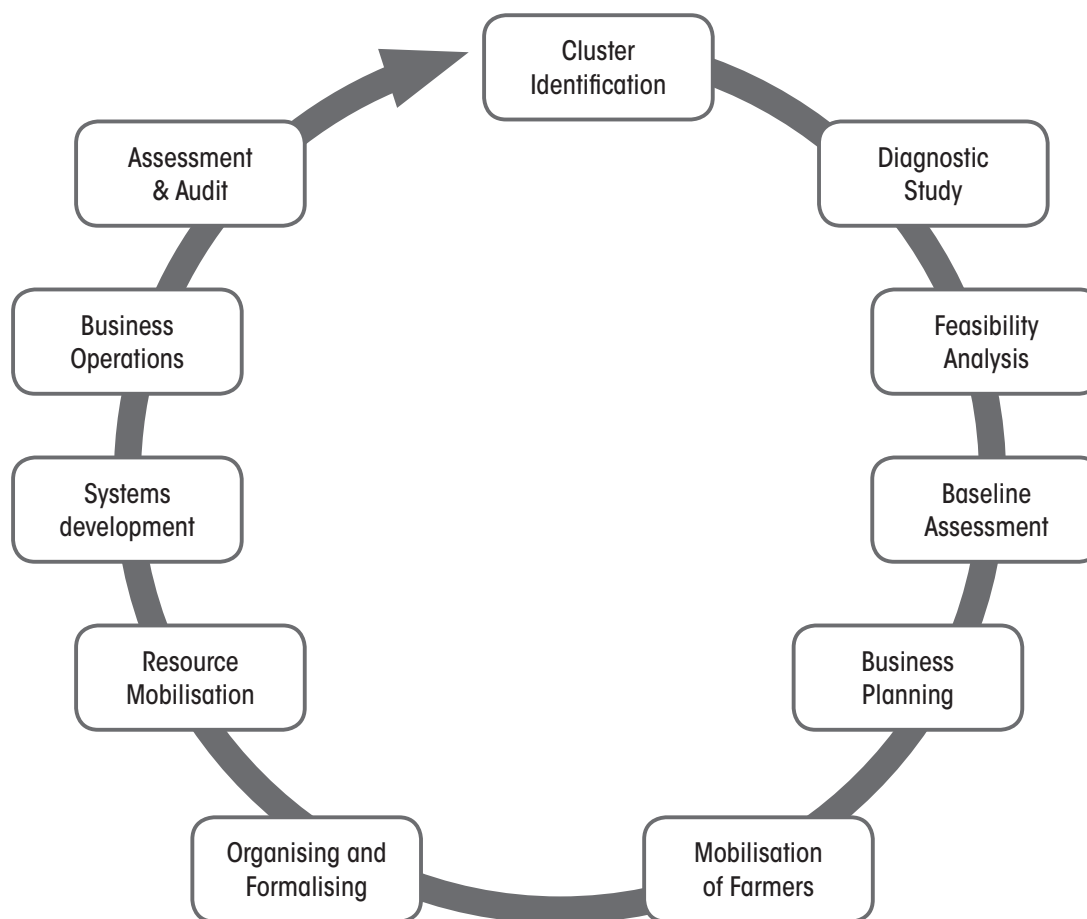 Cluster
Identification
Diagnostic
Study
Feasibility
Analysis
Baseline
Assessment
Business
Planning
Mobilisation
of Farmers
Organising and
Formalising
Resource
Mobilisation
Systems
development
Business
Operations
Assessment
& Audit